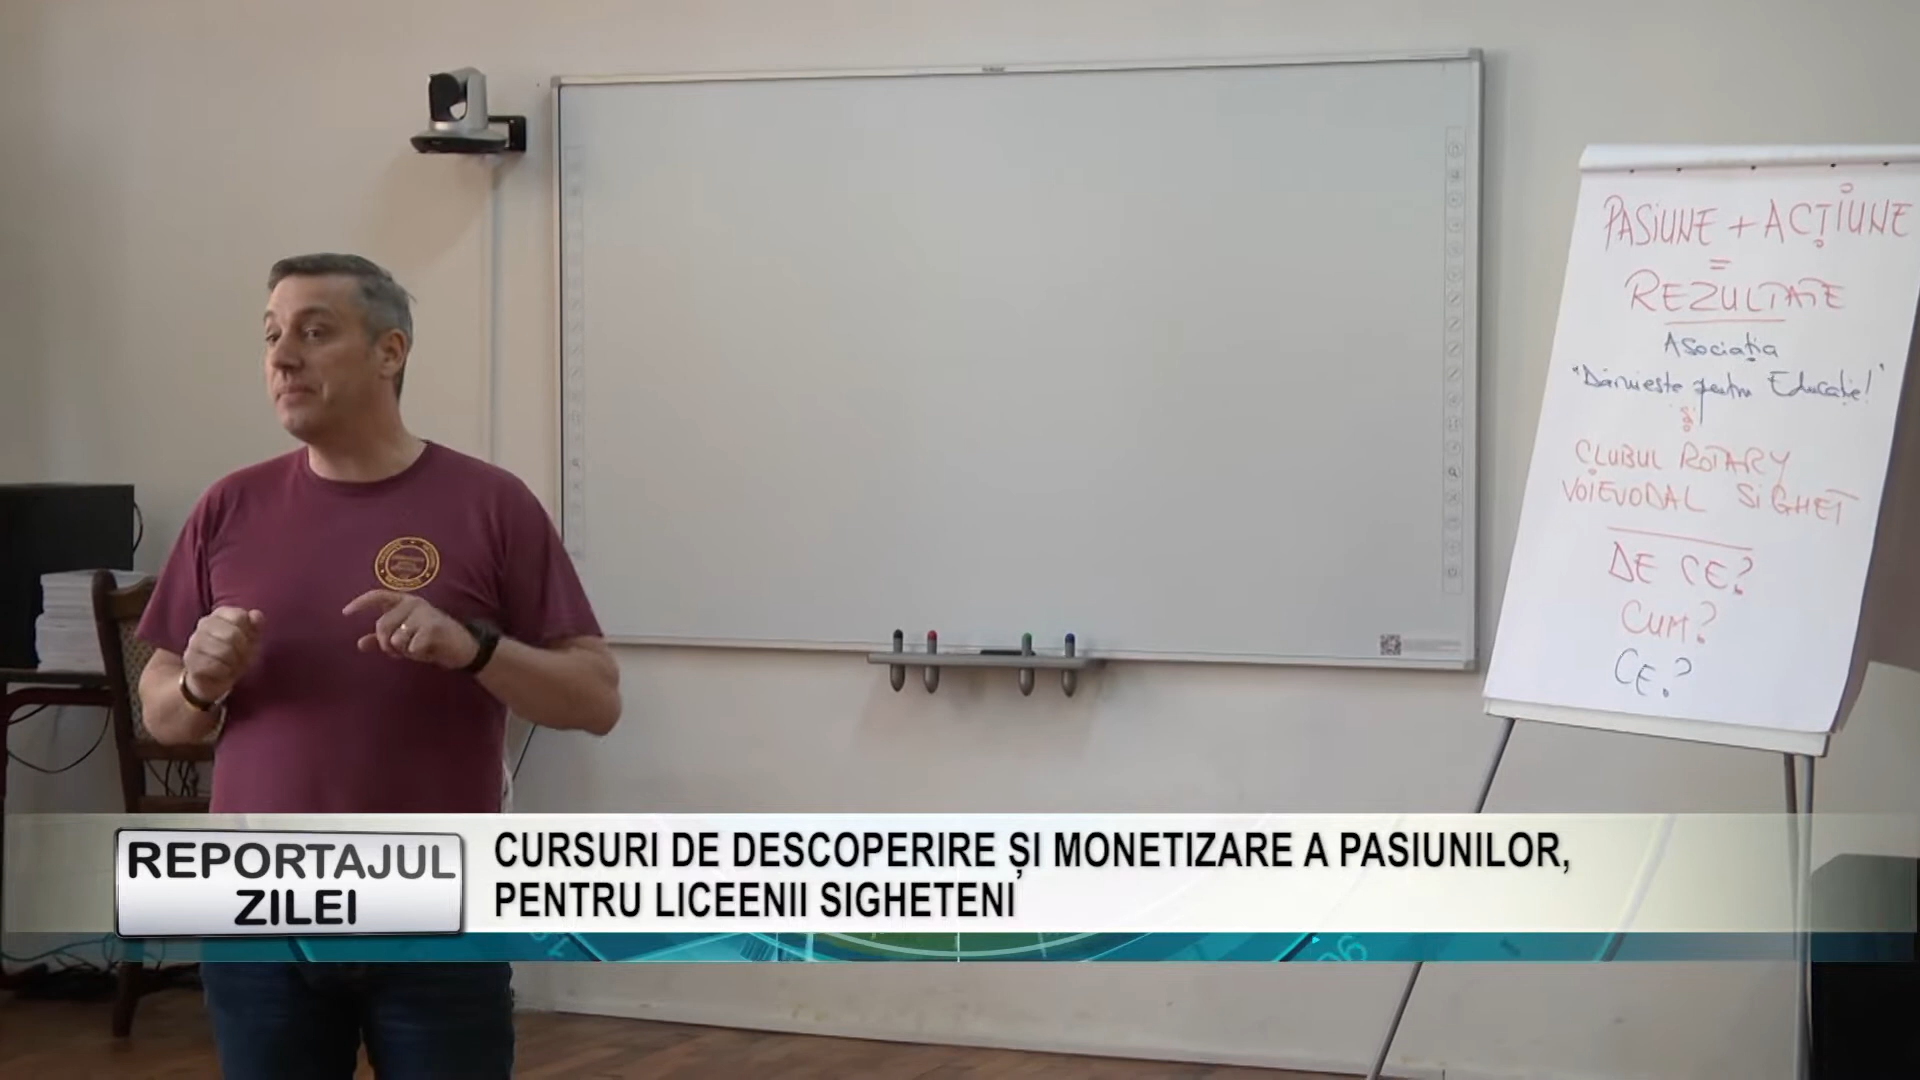 PASIUNE + ACȚIUNE
=
REZULTATE
Asociația
"Dăruiește pentru Educație!"
și
CLUBUL ROTARY
VOIEVODAL SIGHET
DE CE?
CUM?
CE?
REPORTAJUL
ZILEI
CURSURI DE DESCOPERIRE ȘI MONETIZARE A PASIUNILOR,
PENTRU LICEENII SIGHETENI